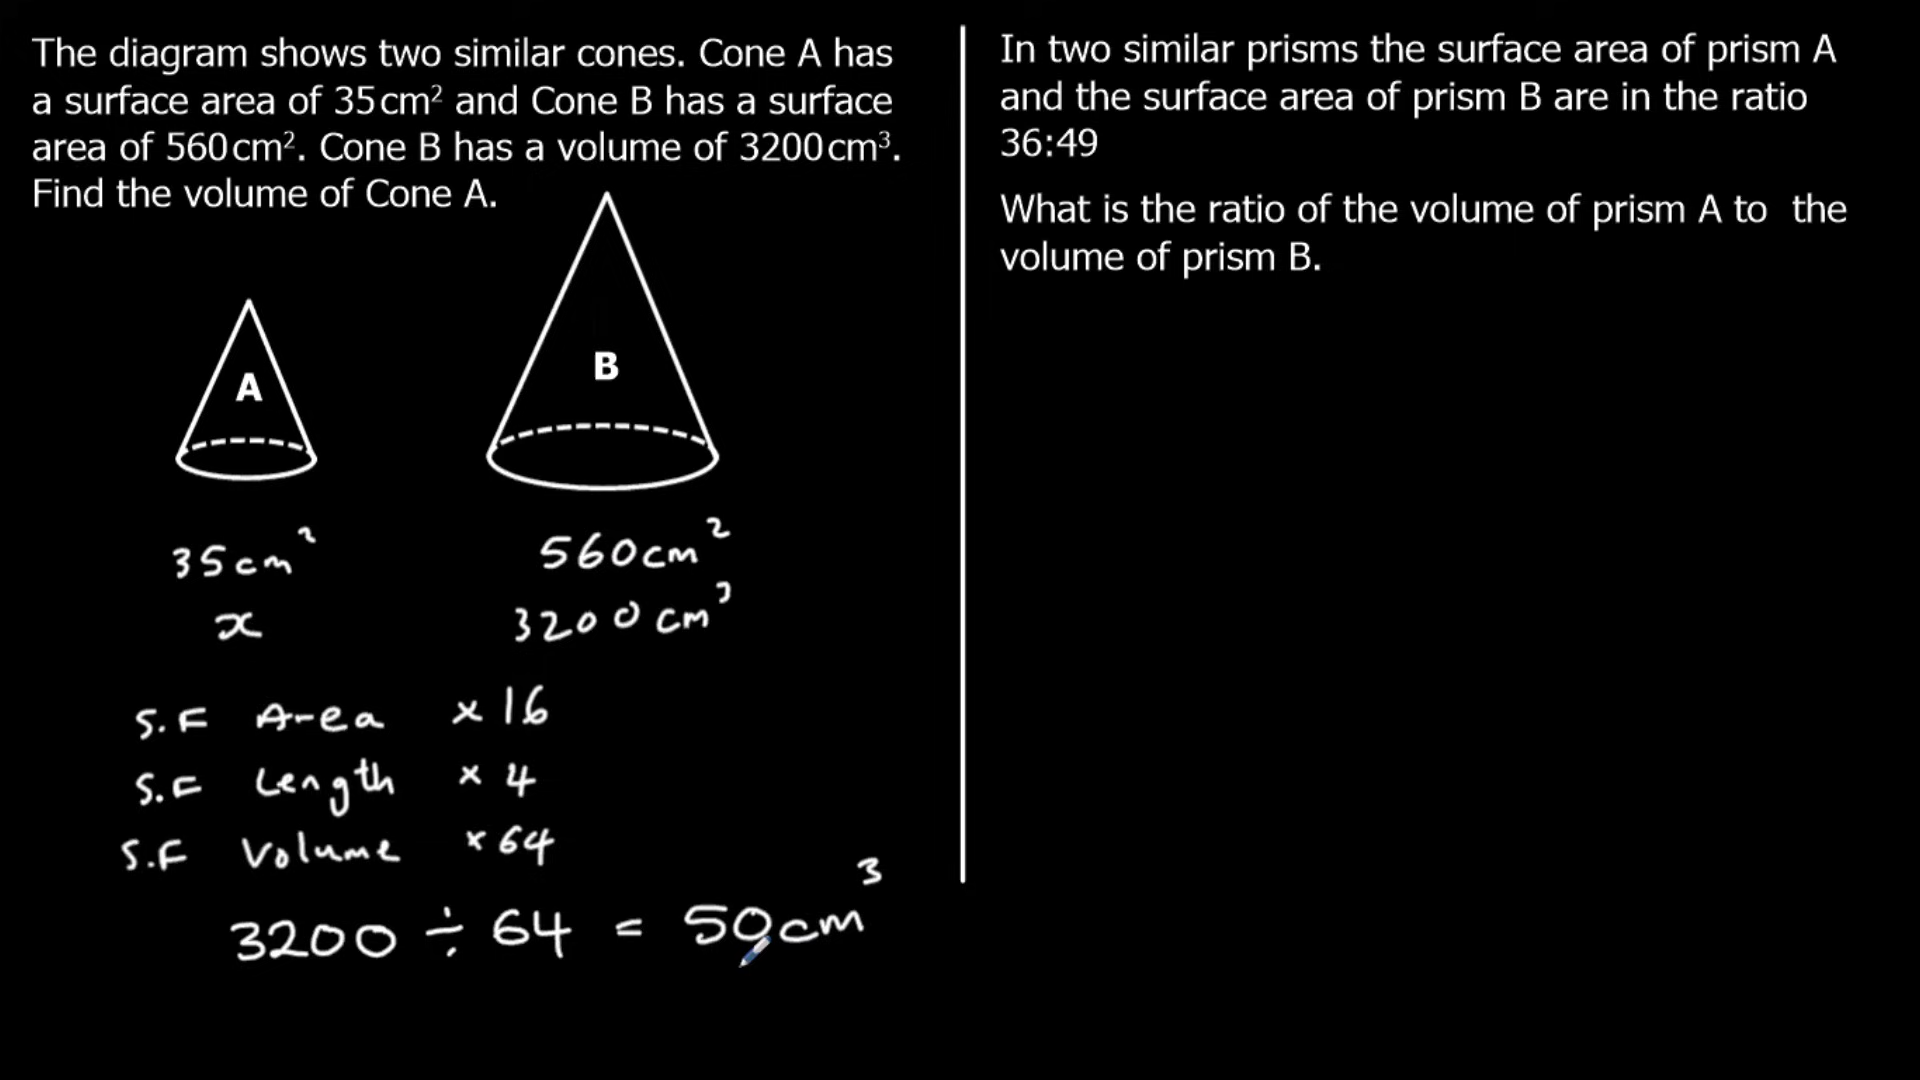 The diagram shows two similar cones. Cone A has
a surface area of 35cm² and Cone B has a surface
area of 560cm². Cone B has a volume of 3200cm³.
Find the volume of Cone A.
A
B
35cm²
560cm²
x
3200cm³
S.F Area ×16
S.F Length ×4
S.F Volume ×64
3200 ÷ 64 = 50cm³
In two similar prisms the surface area of prism A
and the surface area of prism B are in the ratio
36:49
What is the ratio of the volume of prism A to the
volume of prism B.